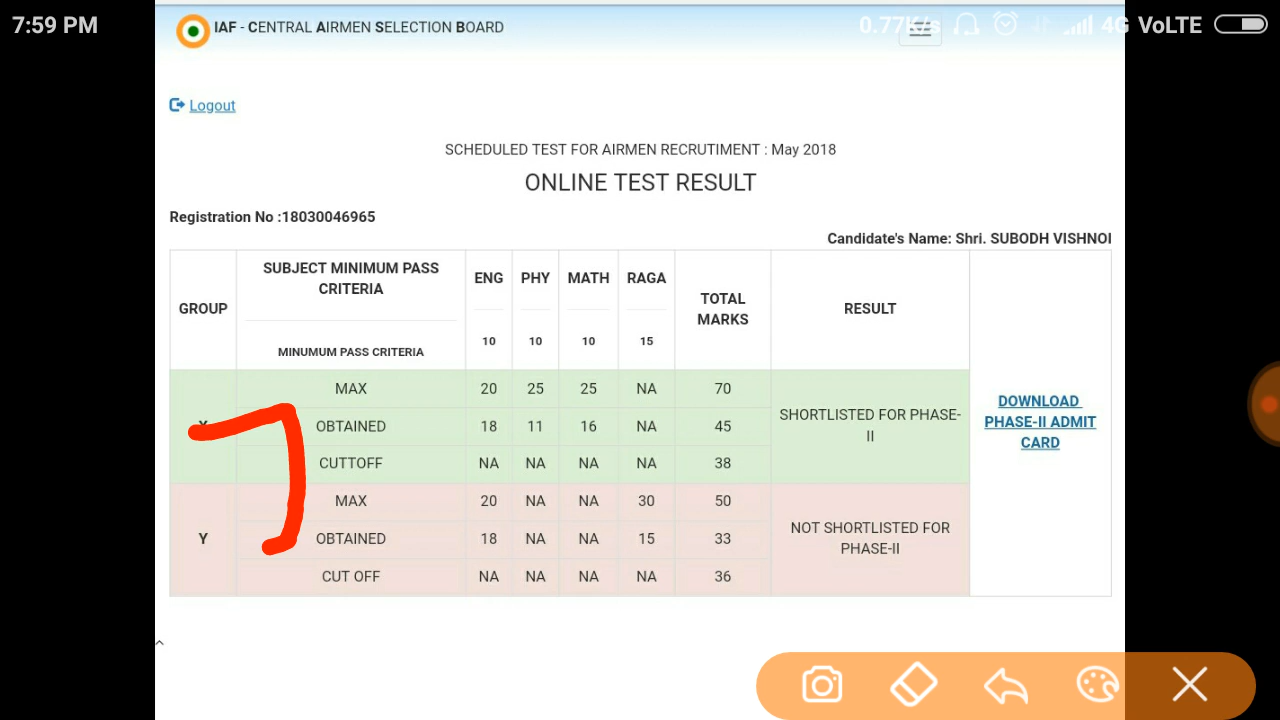 7:59 PM
0.77K/s 4G VoLTE
IAF - CENTRAL AIRMEN SELECTION BOARD
Logout
SCHEDULED TEST FOR AIRMEN RECRUTIMENT : May 2018
ONLINE TEST RESULT
Registration No :18030046965
Candidate's Name: Shri. SUBODH VISHNOI
GROUP
SUBJECT MINIMUM PASS
CRITERIA
MINUMUM PASS CRITERIA
ENG PHY MATH RAGA
10 10 10 15
TOTAL
MARKS
RESULT
MAX 20 25 25 NA 70
OBTAINED 18 11 16 NA 45
CUTTOFF NA NA NA NA 38
SHORTLISTED FOR PHASE-
II
Y
MAX 20 NA NA 30 50
OBTAINED 18 NA NA 15 33
CUT OFF NA NA NA NA 36
NOT SHORTLISTED FOR
PHASE-II
DOWNLOAD
PHASE-II ADMIT
CARD